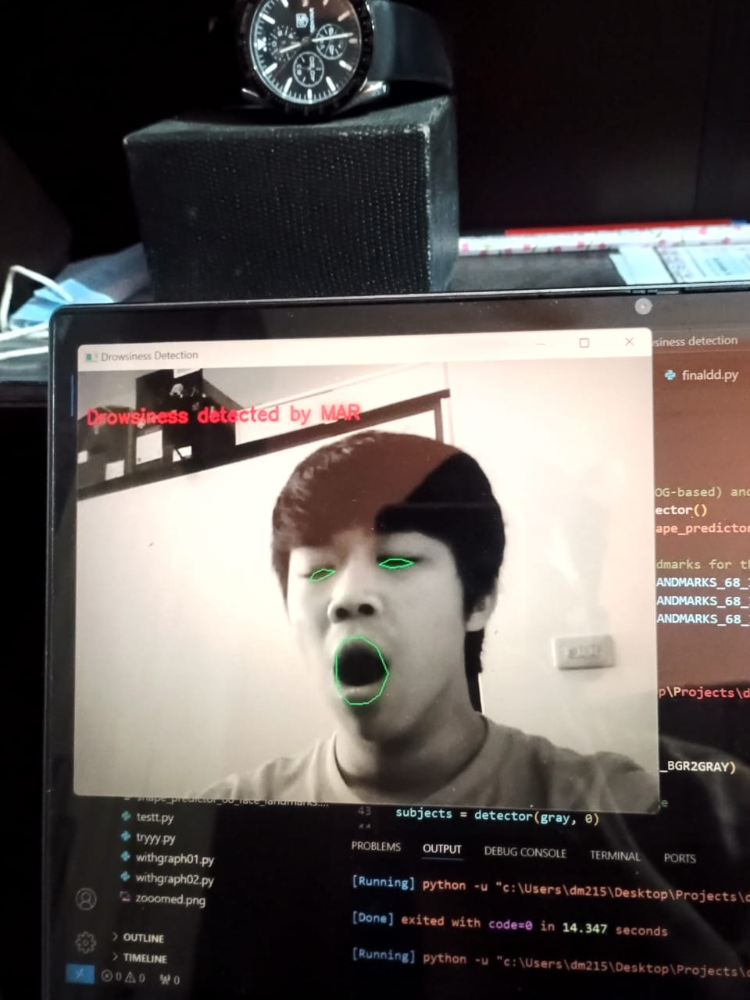 Drowsiness Detection
siness detection
finaldd.py
Drowsiness detected by MAR
OG-based) and
ector()
ape_predictor
dmarks for th
ANDMARKS_68_
ANDMARKS_68_
ANDMARKS_68_
p\Projects\d
_BGR2GRAY)
e
shape_predictor_68_face_landmarks....
43
subjects = detector(gray, 0)
44
testt.py
tryyy.py
withgraph01.py
withgraph02.py
zooomed.png
OUTLINE
TIMELINE
0 0 0
PROBLEMS OUTPUT DEBUG CONSOLE TERMINAL PORTS
[Running] python -u "c:\Users\dm215\Desktop\Projects\d
[Done] exited with code=0 in 14.347 seconds
[Running] python -u "c:\Users\dm215\Desktop\Projects\d